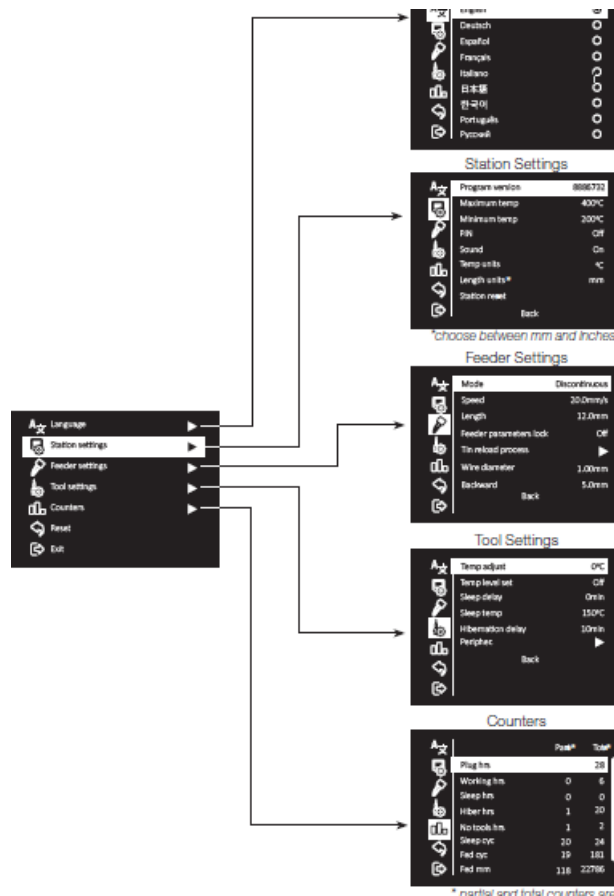 English
Deutsch
Español
Français
Italiano
日本語
한국어
Português
Русский
Station Settings
Program version 8886732
Maximum temp 400ºC
Minimum temp 200ºC
PIN Off
Sound On
Temp units ºC
Length units* mm
Station reset
Back
*choose between mm and Inches
Feeder Settings
Mode Discontinuous
Speed 20.0mm/s
Length 12.0mm
Feeder parameters lock Off
Tin reload process
Wire diameter 1.00mm
Backward 5.0mm
Back
Language
Station settings
Feeder settings
Tool settings
Counters
Reset
Exit
Tool Settings
Temp adjust 0ºC
Temp level set Off
Sleep delay 0min
Sleep temp 150ºC
Hibernation delay 10min
Back
Counters
Plug hrs 28
Working hrs 0 6
Sleep hrs 0 0
Hiber hrs 1 20
No tools hrs 1 2
Sleep cyc 20 24
Fed cyc 19 181
Fed mm 118 22786
* partial and total counters are